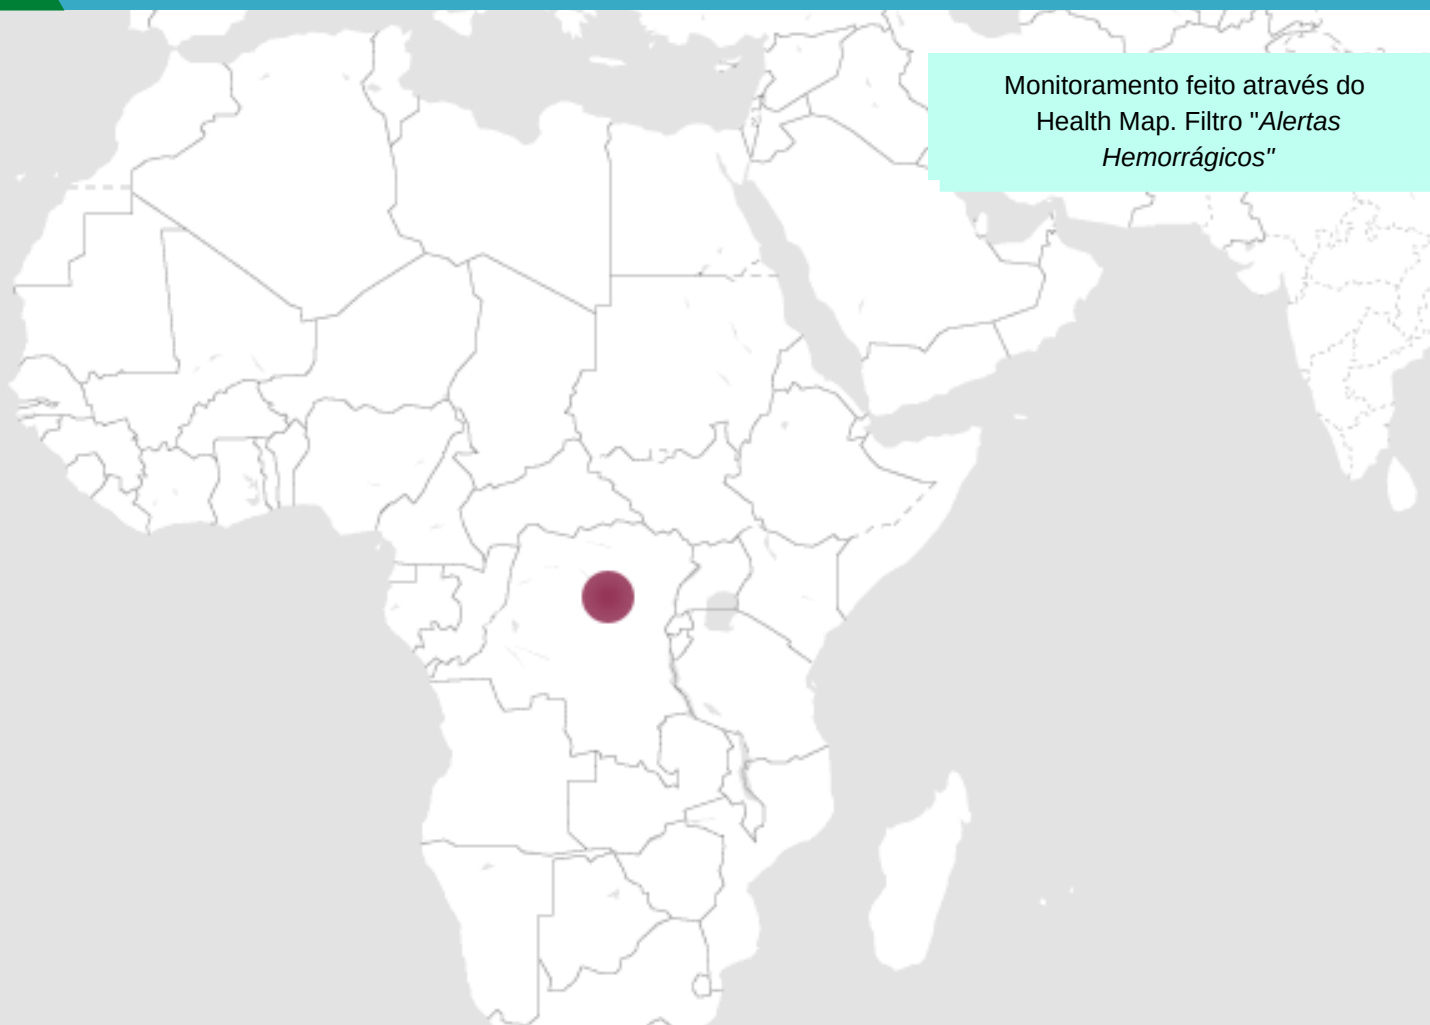 Monitoramento feito através do
Health Map. Filtro "Alertas
Hemorrágicos"